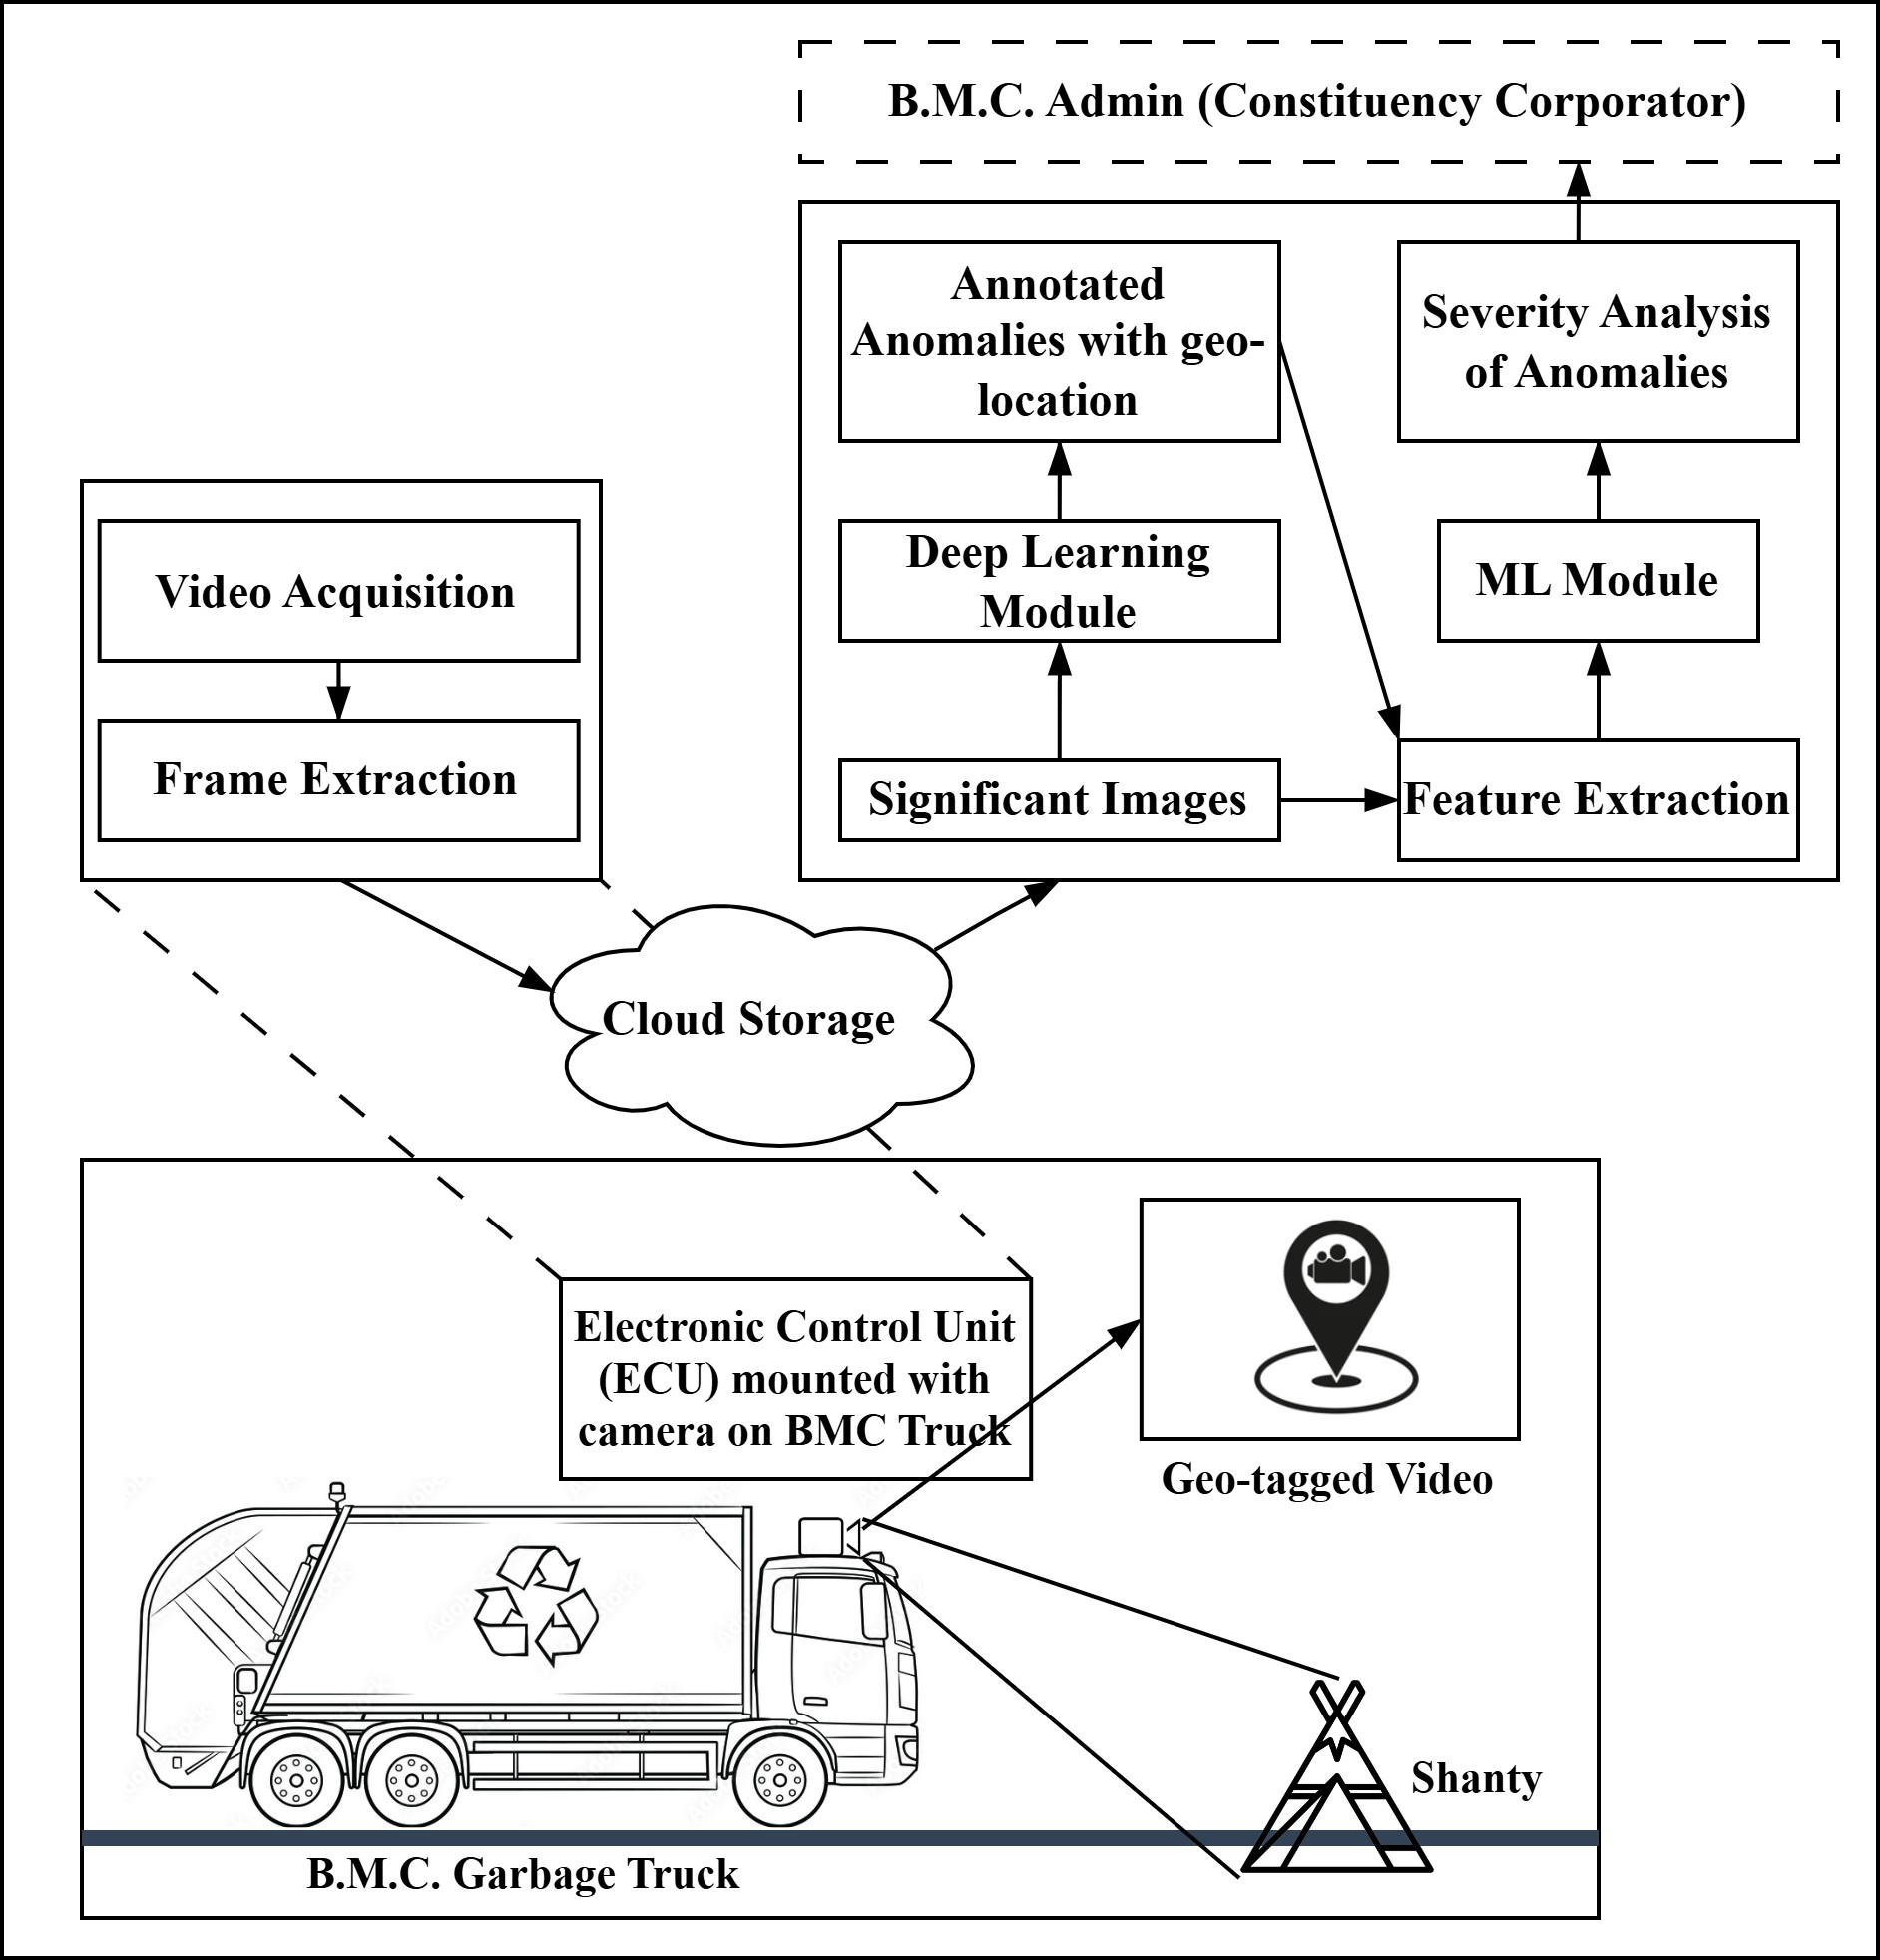 B.M.C. Admin (Constituency Corporator)
Annotated
Anomalies with geo-
location
Severity Analysis
of Anomalies
Deep Learning
Module
ML Module
Significant Images
Feature Extraction
Video Acquisition
Frame Extraction
Cloud Storage
Electronic Control Unit
(ECU) mounted with
camera on BMC Truck
Geo-tagged Video
Shanty
B.M.C. Garbage Truck